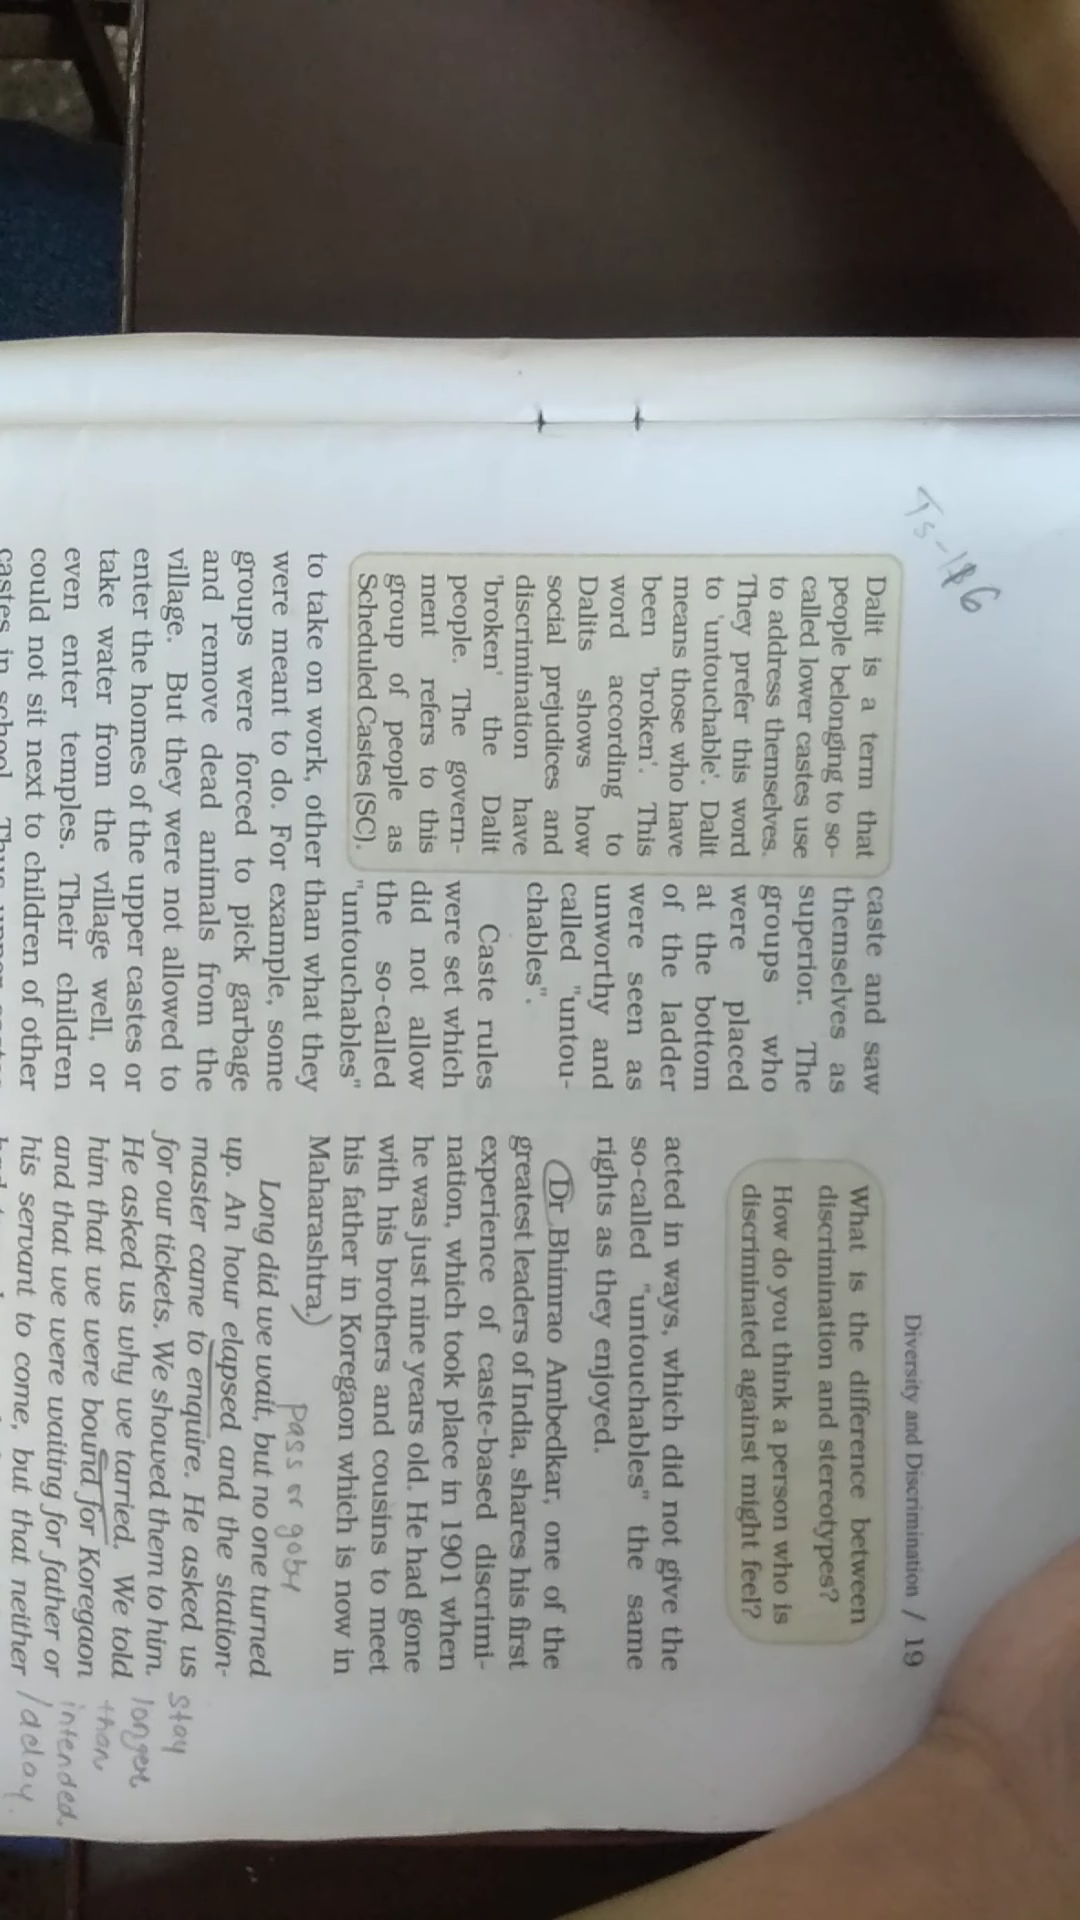 Diversity and Discrimination / 19
Dalit is a term that
people belonging to so-
called lower castes use
to address themselves.
They prefer this word
to 'untouchable'. Dalit
means those who have
been 'broken'. This
word according to
Dalits shows how
social prejudices and
discrimination have
'broken' the Dalit
people. The govern-
ment refers to this
group of people as
Scheduled Castes (SC).
caste and saw
themselves as
superior. The
groups who
were placed
at the bottom
of the ladder
were seen as
unworthy and
called "untou-
chables".
Caste rules
were set which
did not allow
the so-called
"untouchables"
to take on work, other than what they
were meant to do. For example, some
groups were forced to pick garbage
and remove dead animals from the
village. But they were not allowed to
enter the homes of the upper castes or
take water from the village well, or
even enter temples. Their children
could not sit next to children of other
castes in school. Thus upper
What is the difference between
discrimination and stereotypes?
How do you think a person who is
discriminated against might feel?
acted in ways, which did not give the
so-called "untouchables" the same
rights as they enjoyed.
Dr Bhimrao Ambedkar, one of the
greatest leaders of India, shares his first
experience of caste-based discrimi-
nation, which took place in 1901 when
he was just nine years old. He had gone
with his brothers and cousins to meet
his father in Koregaon which is now in
Maharashtra.)
pass or goby
Long did we wait, but no one turned
up. An hour elapsed and the station-
master came to enquire. He asked us
for our tickets. We showed them to him.
He asked us why we tarried. We told
him that we were bound for Koregaon
and that we were waiting for father or
his servant to come, but that neither
stay
longer
than
intended.
/delay.